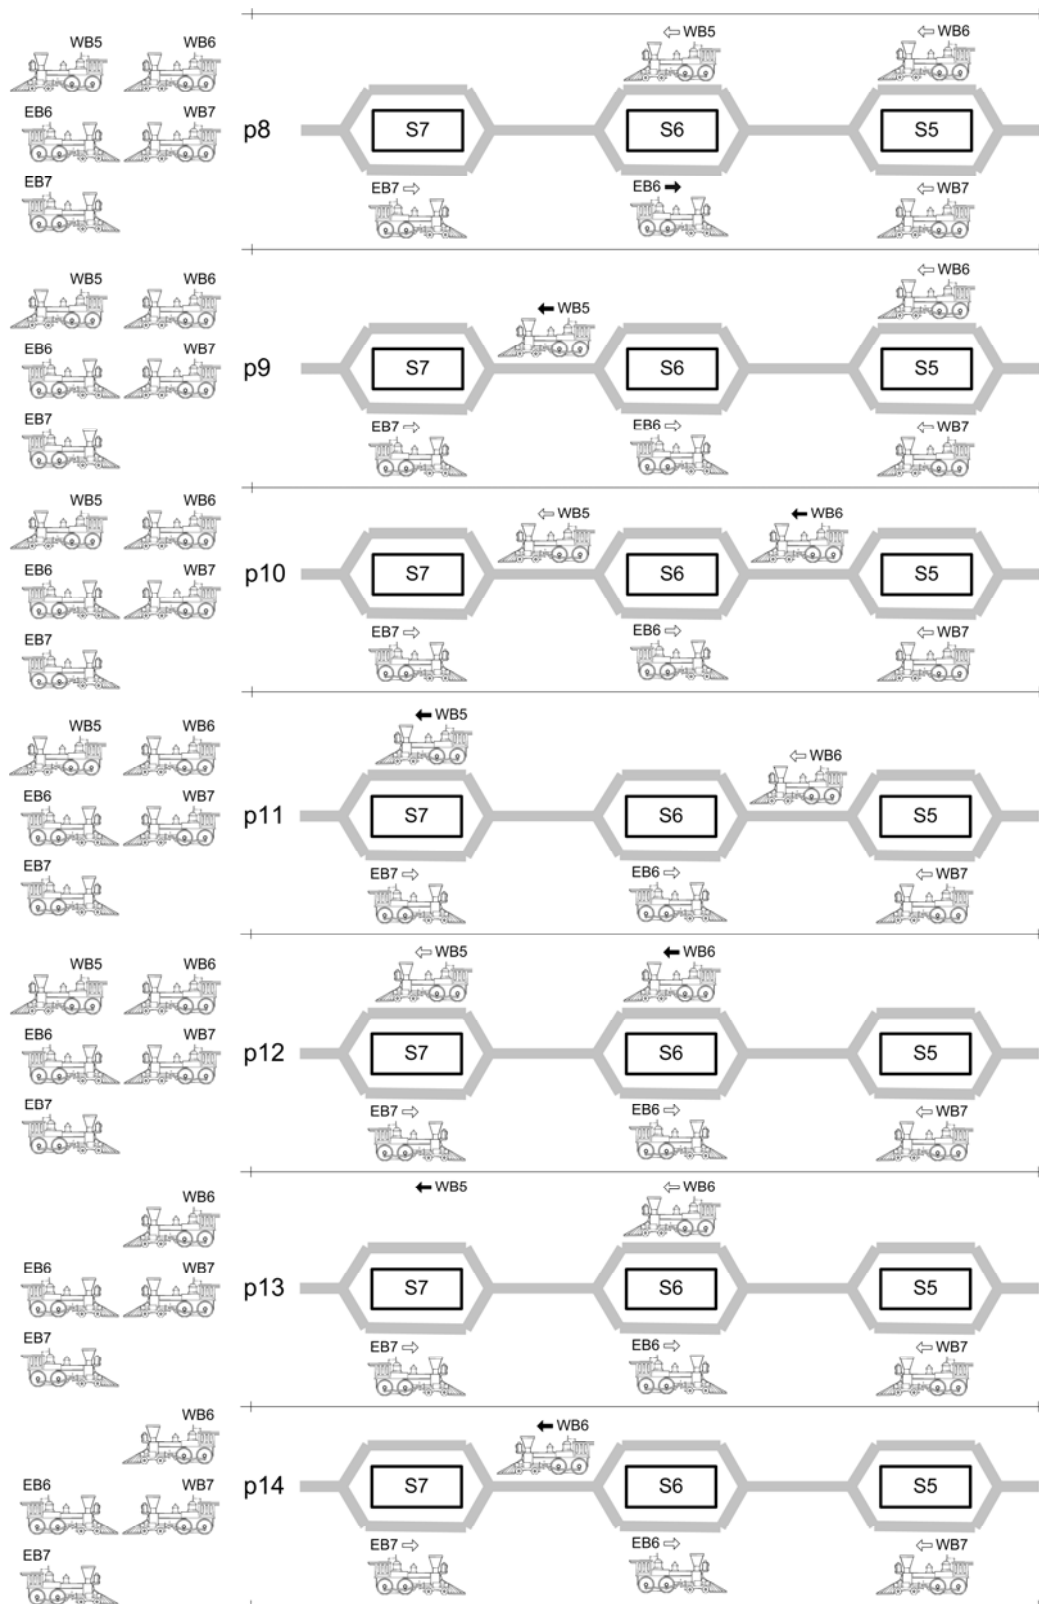 WB5 WB6 ⇦ WB5 ⇦ WB6
EB6 WB7 p8 S7 S6 S5
EB7 EB7 ⇨ EB6 ➡ ⇦ WB7
WB5 WB6 ⬅ WB5 ⇦ WB6
EB6 WB7 p9 S7 S6 S5
EB7 EB7 ⇨ EB6 ⇨ ⇦ WB7
WB5 WB6 ⇦ WB5 ⬅ WB6
EB6 WB7 p10 S7 S6 S5
EB7 EB7 ⇨ EB6 ⇨ ⇦ WB7
WB5 WB6 ⬅ WB5 ⇦ WB6
EB6 WB7 p11 S7 S6 S5
EB7 EB7 ⇨ EB6 ⇨ ⇦ WB7
WB5 WB6 ⇦ WB5 ⬅ WB6
EB6 WB7 p12 S7 S6 S5
EB7 EB7 ⇨ EB6 ⇨ ⇦ WB7
WB6 ⬅ WB5 ⇦ WB6
EB6 WB7 p13 S7 S6 S5
EB7 EB7 ⇨ EB6 ⇨ ⇦ WB7
WB6 ⬅ WB6
EB6 WB7 p14 S7 S6 S5
EB7 EB7 ⇨ EB6 ⇨ ⇦ WB7